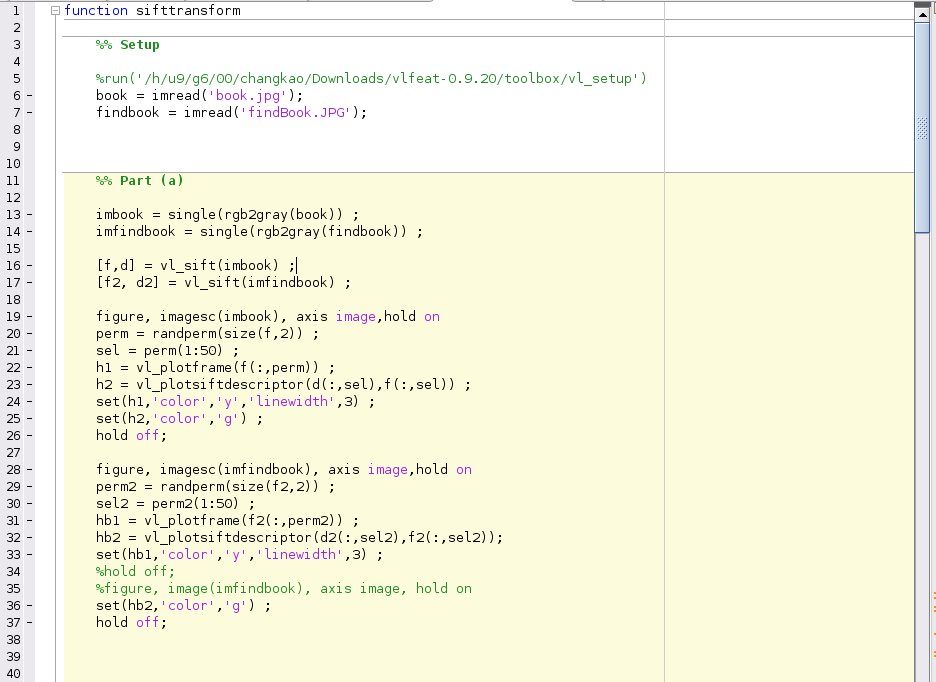 1 function sifttransform
2
3 %% Setup
4
5 %run('/h/u9/g6/00/changkao/Downloads/vlfeat-0.9.20/toolbox/vl_setup')
6 - book = imread('book.jpg');
7 - findbook = imread('findBook.JPG');
8
9
10
11 %% Part (a)
12
13 - imbook = single(rgb2gray(book)) ;
14 - imfindbook = single(rgb2gray(findbook)) ;
15
16 - [f,d] = vl_sift(imbook) ;
17 - [f2, d2] = vl_sift(imfindbook) ;
18
19 - figure, imagesc(imbook), axis image,hold on
20 - perm = randperm(size(f,2)) ;
21 - sel = perm(1:50) ;
22 - h1 = vl_plotframe(f(:,perm)) ;
23 - h2 = vl_plotsiftdescriptor(d(:,sel),f(:,sel)) ;
24 - set(h1,'color','y','linewidth',3) ;
25 - set(h2,'color','g') ;
26 - hold off;
27
28 - figure, imagesc(imfindbook), axis image,hold on
29 - perm2 = randperm(size(f2,2)) ;
30 - sel2 = perm2(1:50) ;
31 - hb1 = vl_plotframe(f2(:,perm2)) ;
32 - hb2 = vl_plotsiftdescriptor(d2(:,sel2),f2(:,sel2));
33 - set(hb1,'color','y','linewidth',3) ;
34 %hold off;
35 %figure, image(imfindbook), axis image, hold on
36 - set(hb2,'color','g') ;
37 - hold off;
38
39
40